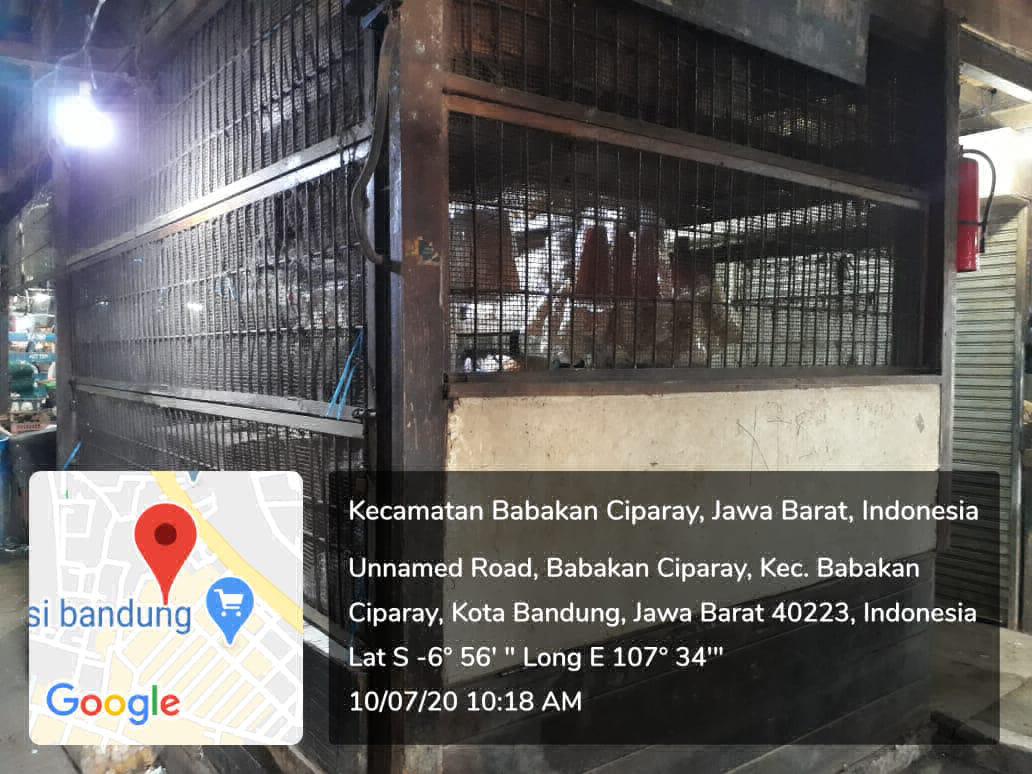 Kecamatan Babakan Ciparay, Jawa Barat, Indonesia
Unnamed Road, Babakan Ciparay, Kec. Babakan
Ciparay, Kota Bandung, Jawa Barat 40223, Indonesia
Lat S -6° 56' " Long E 107° 34'"
10/07/20 10:18 AM
si bandung
Google